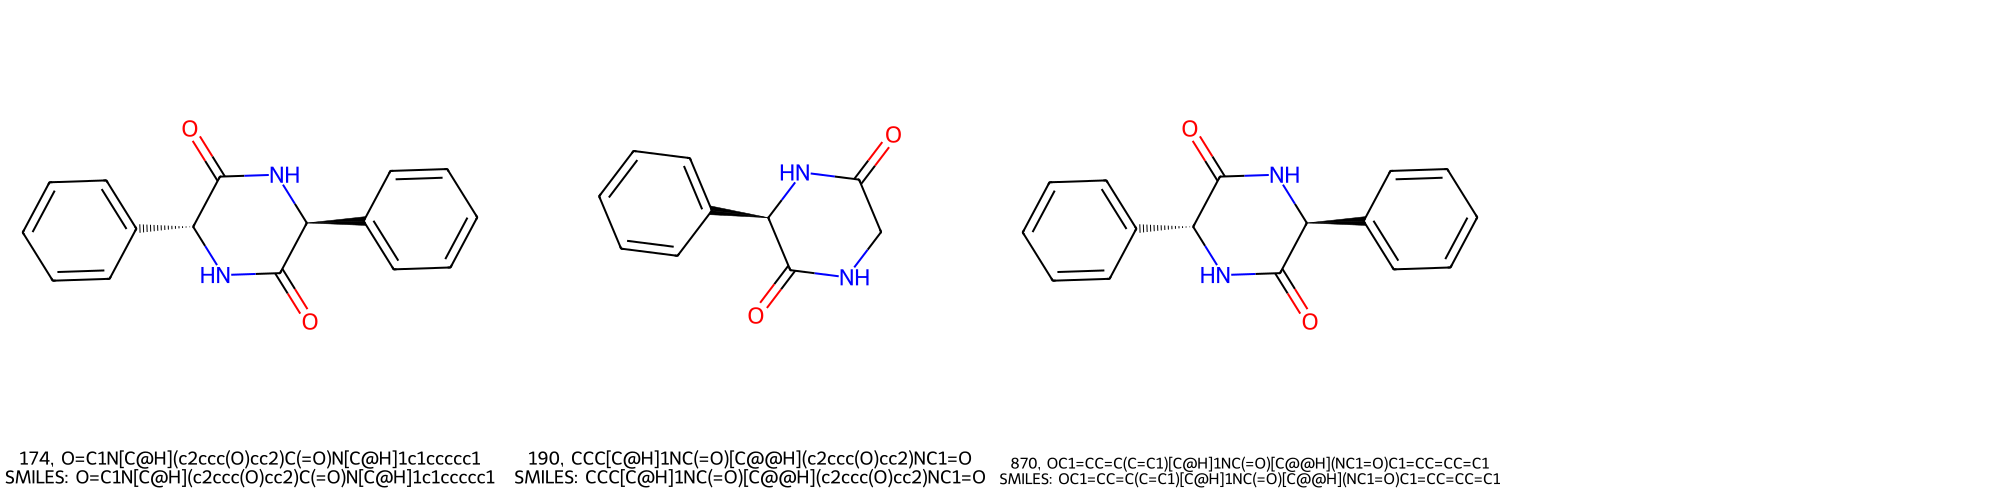 O
NH
HN
O
HN
O
NH
O
O
NH
HN
O
174, O=C1N[C@H](c2ccc(O)cc2)C(=O)N[C@H]1c1ccccc1
SMILES: O=C1N[C@H](c2ccc(O)cc2)C(=O)N[C@H]1c1ccccc1
190, CCC[C@H]1NC(=O)[C@@H](c2ccc(O)cc2)NC1=O
SMILES: CCC[C@H]1NC(=O)[C@@H](c2ccc(O)cc2)NC1=O
870, OC1=CC=C(C=C1)[C@H]1NC(=O)[C@@H](NC1=O)C1=CC=CC=C1
SMILES: OC1=CC=C(C=C1)[C@H]1NC(=O)[C@@H](NC1=O)C1=CC=CC=C1